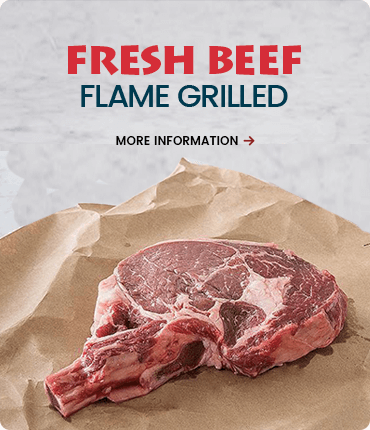 FRESH BEEF
FLAME GRILLED
MORE INFORMATION →